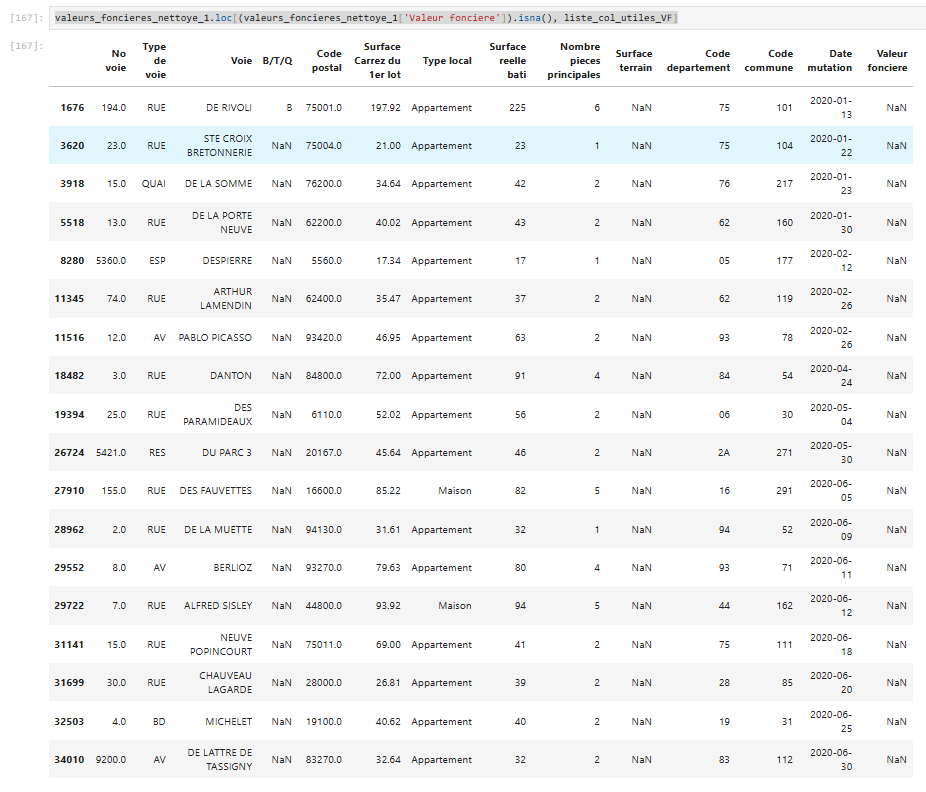 [167]: valeurs_foncieres_nettoye_1.loc[(valeurs_foncieres_nettoye_1['Valeur fonciere']).isna(), liste_col_utiles_VF]
[167]:
No voie Type de voie Voie B/T/Q Code postal Surface Carrez du 1er lot Type local Surface reelle bati Nombre pieces principales Surface terrain Code departement Code commune Date mutation Valeur fonciere
1676 194.0 RUE DE RIVOLI B 75001.0 197.92 Appartement 225 6 NaN 75 101 2020-01-13 NaN
3620 23.0 RUE STE CROIX BRETONNERIE NaN 75004.0 21.00 Appartement 23 1 NaN 75 104 2020-01-22 NaN
3918 15.0 QUAI DE LA SOMME NaN 76200.0 34.64 Appartement 42 2 NaN 76 217 2020-01-23 NaN
5518 13.0 RUE DE LA PORTE NEUVE NaN 62200.0 40.02 Appartement 43 2 NaN 62 160 2020-01-30 NaN
8280 5360.0 ESP DESPIERRE NaN 5560.0 17.34 Appartement 17 1 NaN 05 177 2020-02-12 NaN
11345 74.0 RUE ARTHUR LAMENDIN NaN 62400.0 35.47 Appartement 37 2 NaN 62 119 2020-02-26 NaN
11516 12.0 AV PABLO PICASSO NaN 93420.0 46.95 Appartement 63 2 NaN 93 78 2020-02-26 NaN
18482 3.0 RUE DANTON NaN 84800.0 72.00 Appartement 91 4 NaN 84 54 2020-04-24 NaN
19394 25.0 RUE DES PARAMIDEAUX NaN 6110.0 52.02 Appartement 56 2 NaN 06 30 2020-05-04 NaN
26724 5421.0 RES DU PARC 3 NaN 20167.0 45.64 Appartement 46 2 NaN 2A 271 2020-05-30 NaN
27910 155.0 RUE DES FAUVETTES NaN 16600.0 85.22 Maison 82 5 NaN 16 291 2020-06-05 NaN
28962 2.0 RUE DE LA MUETTE NaN 94130.0 31.61 Appartement 32 1 NaN 94 52 2020-06-09 NaN
29552 8.0 AV BERLIOZ NaN 93270.0 79.63 Appartement 80 4 NaN 93 71 2020-06-11 NaN
29722 7.0 RUE ALFRED SISLEY NaN 44800.0 93.92 Maison 94 5 NaN 44 162 2020-06-12 NaN
31141 15.0 RUE NEUVE POPINCOURT NaN 75011.0 69.00 Appartement 41 2 NaN 75 111 2020-06-18 NaN
31699 30.0 RUE CHAUVEAU LAGARDE NaN 28000.0 26.81 Appartement 39 2 NaN 28 85 2020-06-20 NaN
32503 4.0 BD MICHELET NaN 19100.0 40.62 Appartement 40 2 NaN 19 31 2020-06-25 NaN
34010 9200.0 AV DE LATTRE DE TASSIGNY NaN 83270.0 32.64 Appartement 32 2 NaN 83 112 2020-06-30 NaN